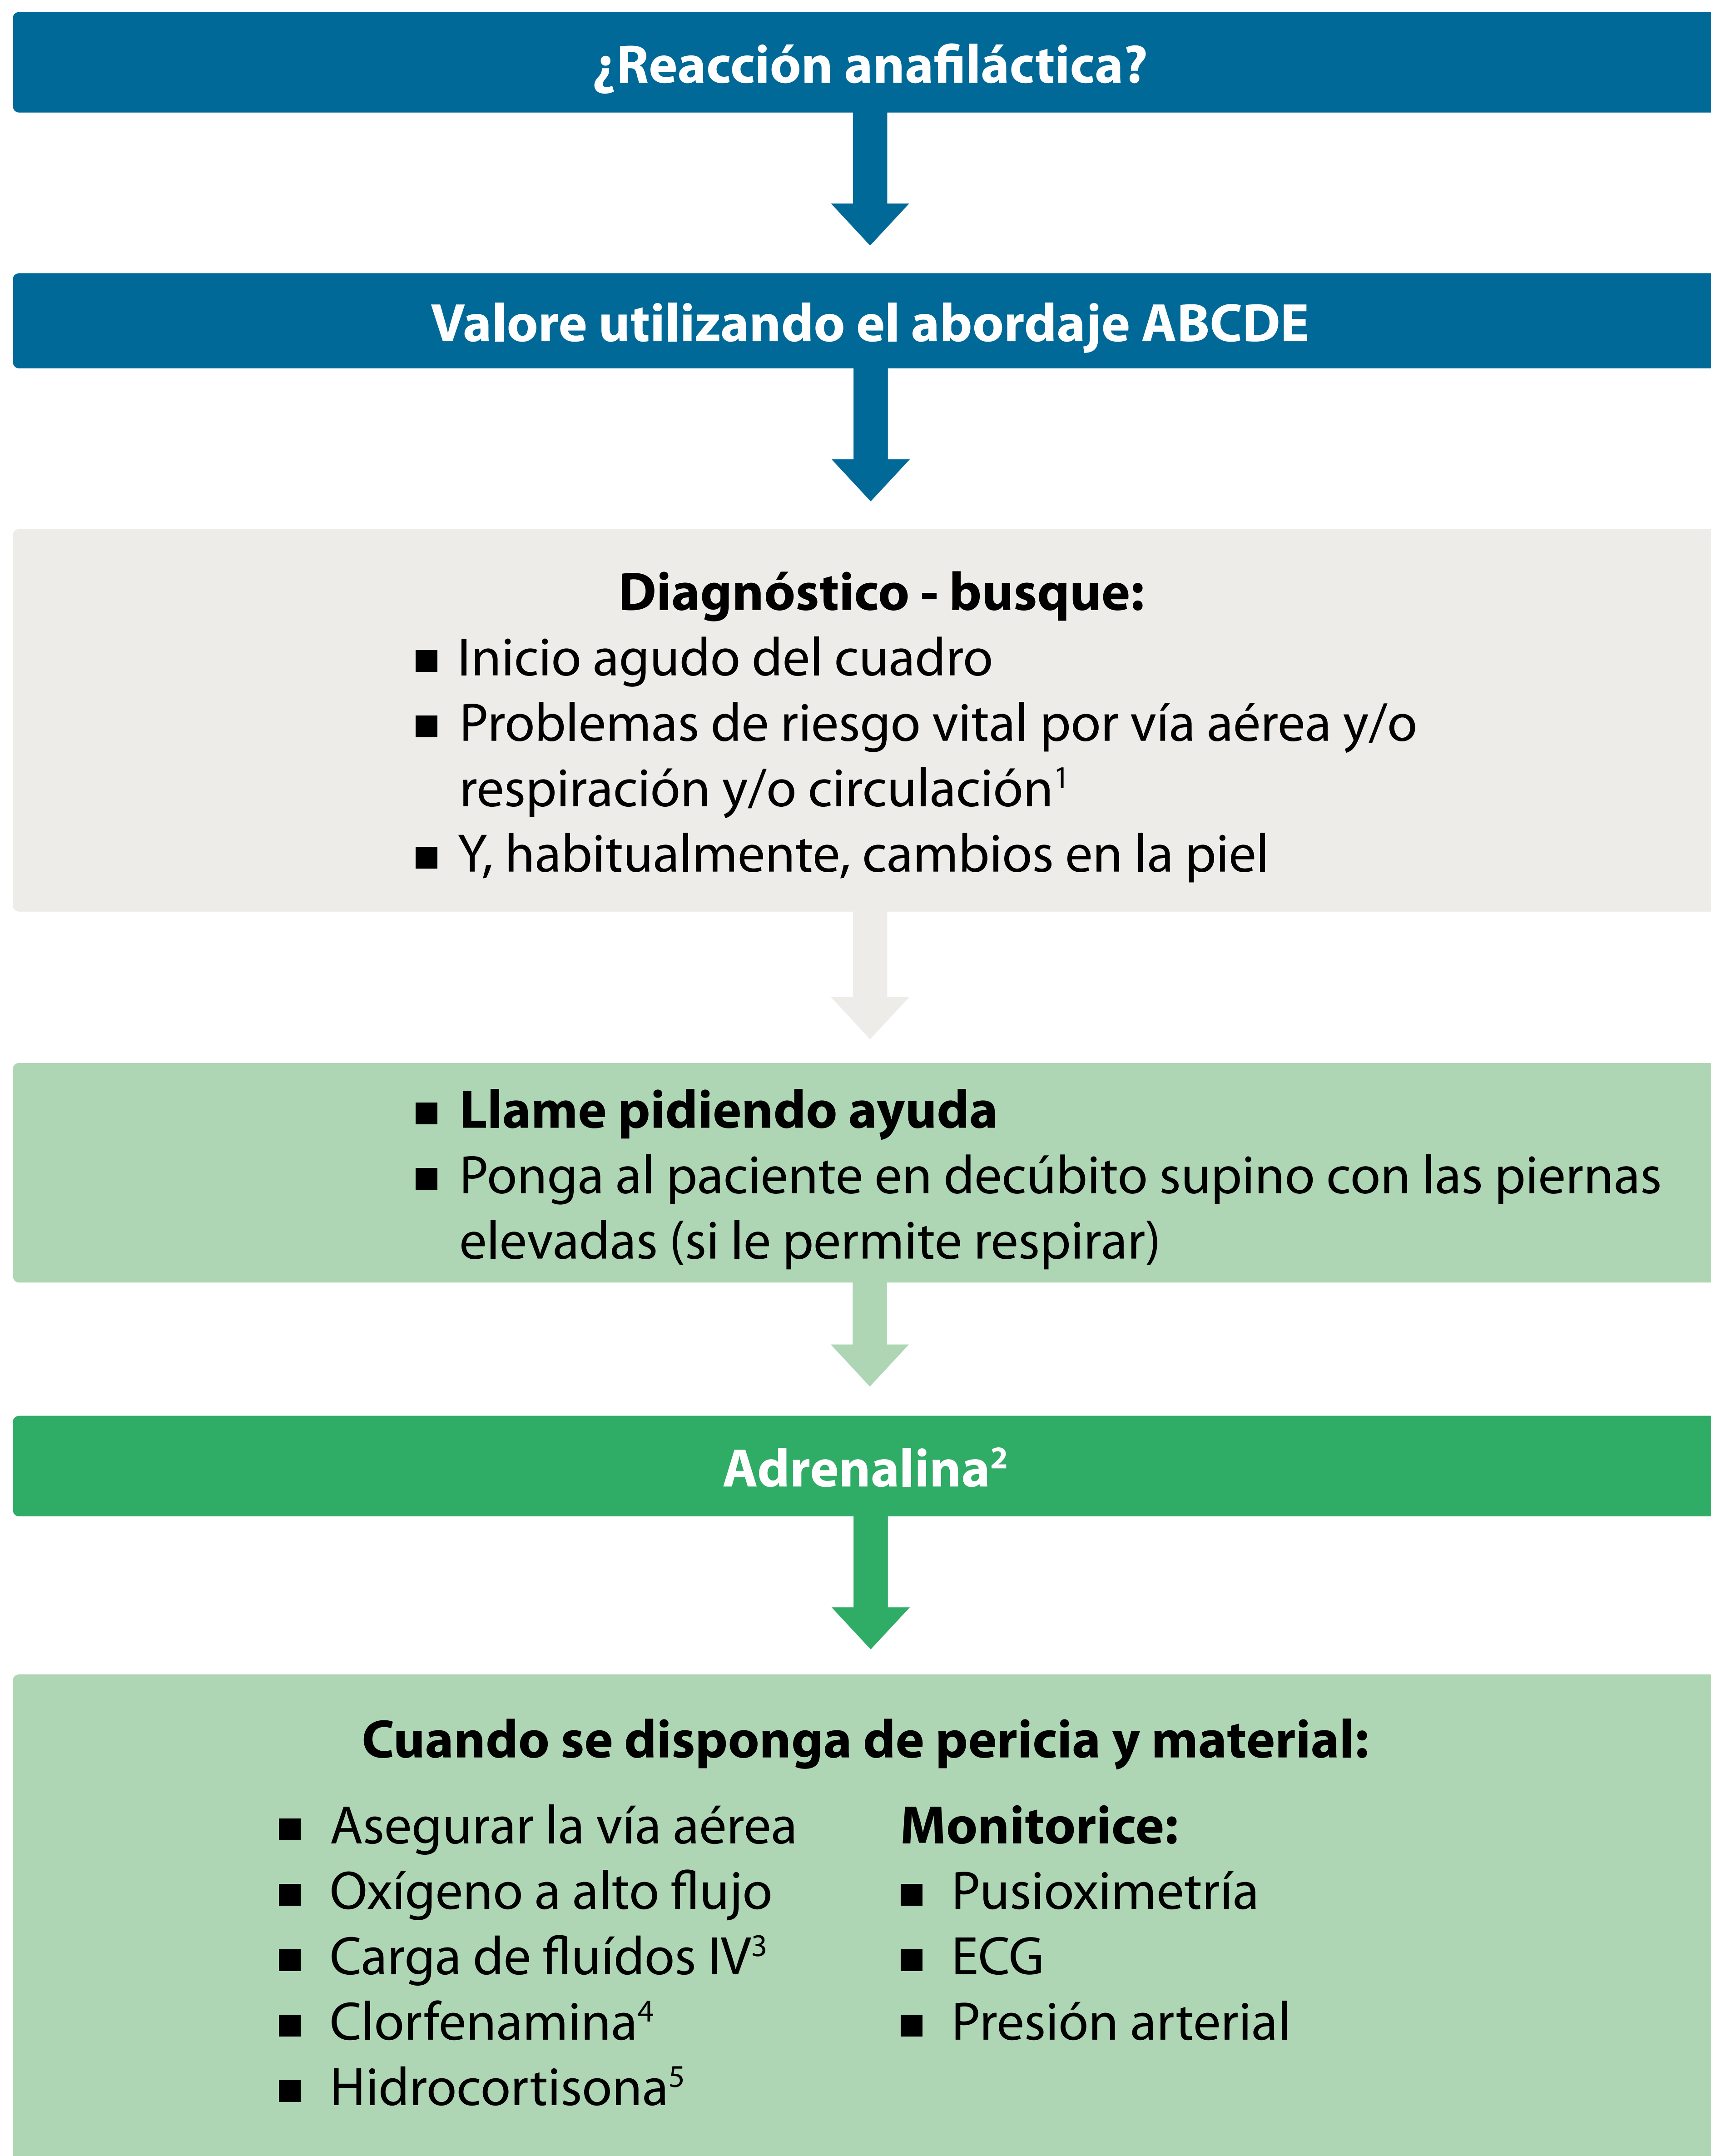 ¿Reacción anafiláctica?
Valore utilizando el abordaje ABCDE
Diagnóstico - busque:
■ Inicio agudo del cuadro
■ Problemas de riesgo vital por vía aérea y/o
respiración y/o circulación¹
■ Y, habitualmente, cambios en la piel
■ Llame pidiendo ayuda
■ Ponga al paciente en decúbito supino con las piernas
elevadas (si le permite respirar)
Adrenalina²
Cuando se disponga de pericia y material:
■ Asegurar la vía aérea
■ Oxígeno a alto flujo
■ Carga de fluídos IV³
■ Clorfenamina⁴
■ Hidrocortisona⁵
Monitorice:
■ Pusioximetría
■ ECG
■ Presión arterial